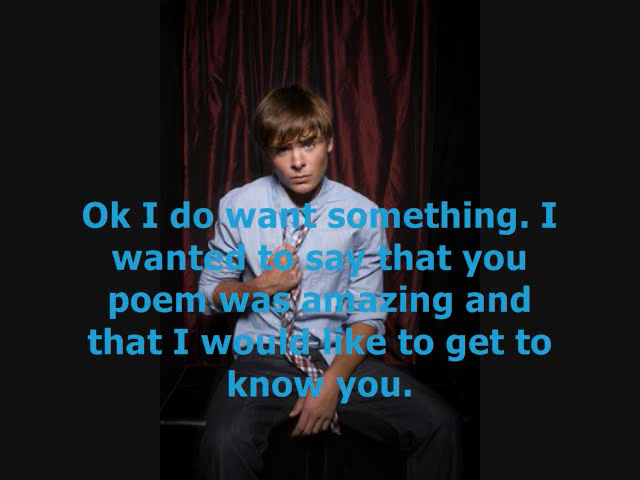 Ok I do want something. I
wanted to say that you
poem was amazing and
that I would like to get to
know you.